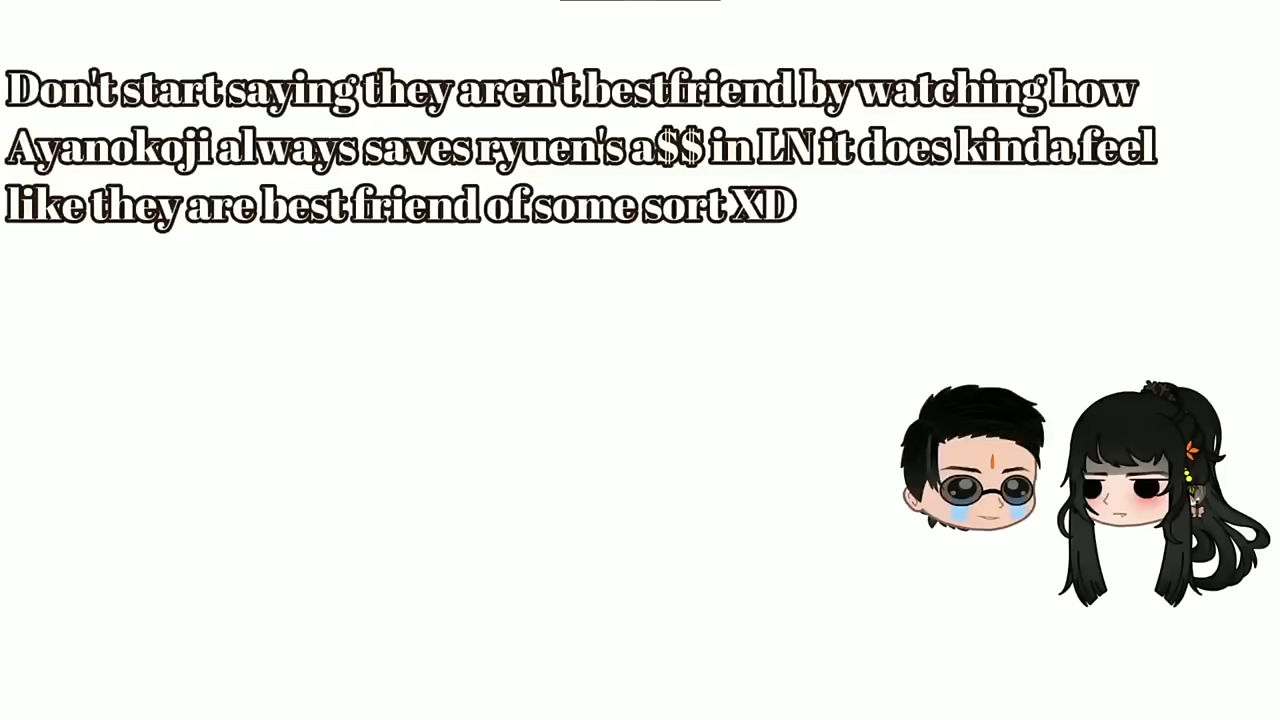 Don't start saying they aren't bestfriend by watching how
Ayanokoji always saves ryuen's a$$ in LN it does kinda feel
like they are best friend of some sort XD